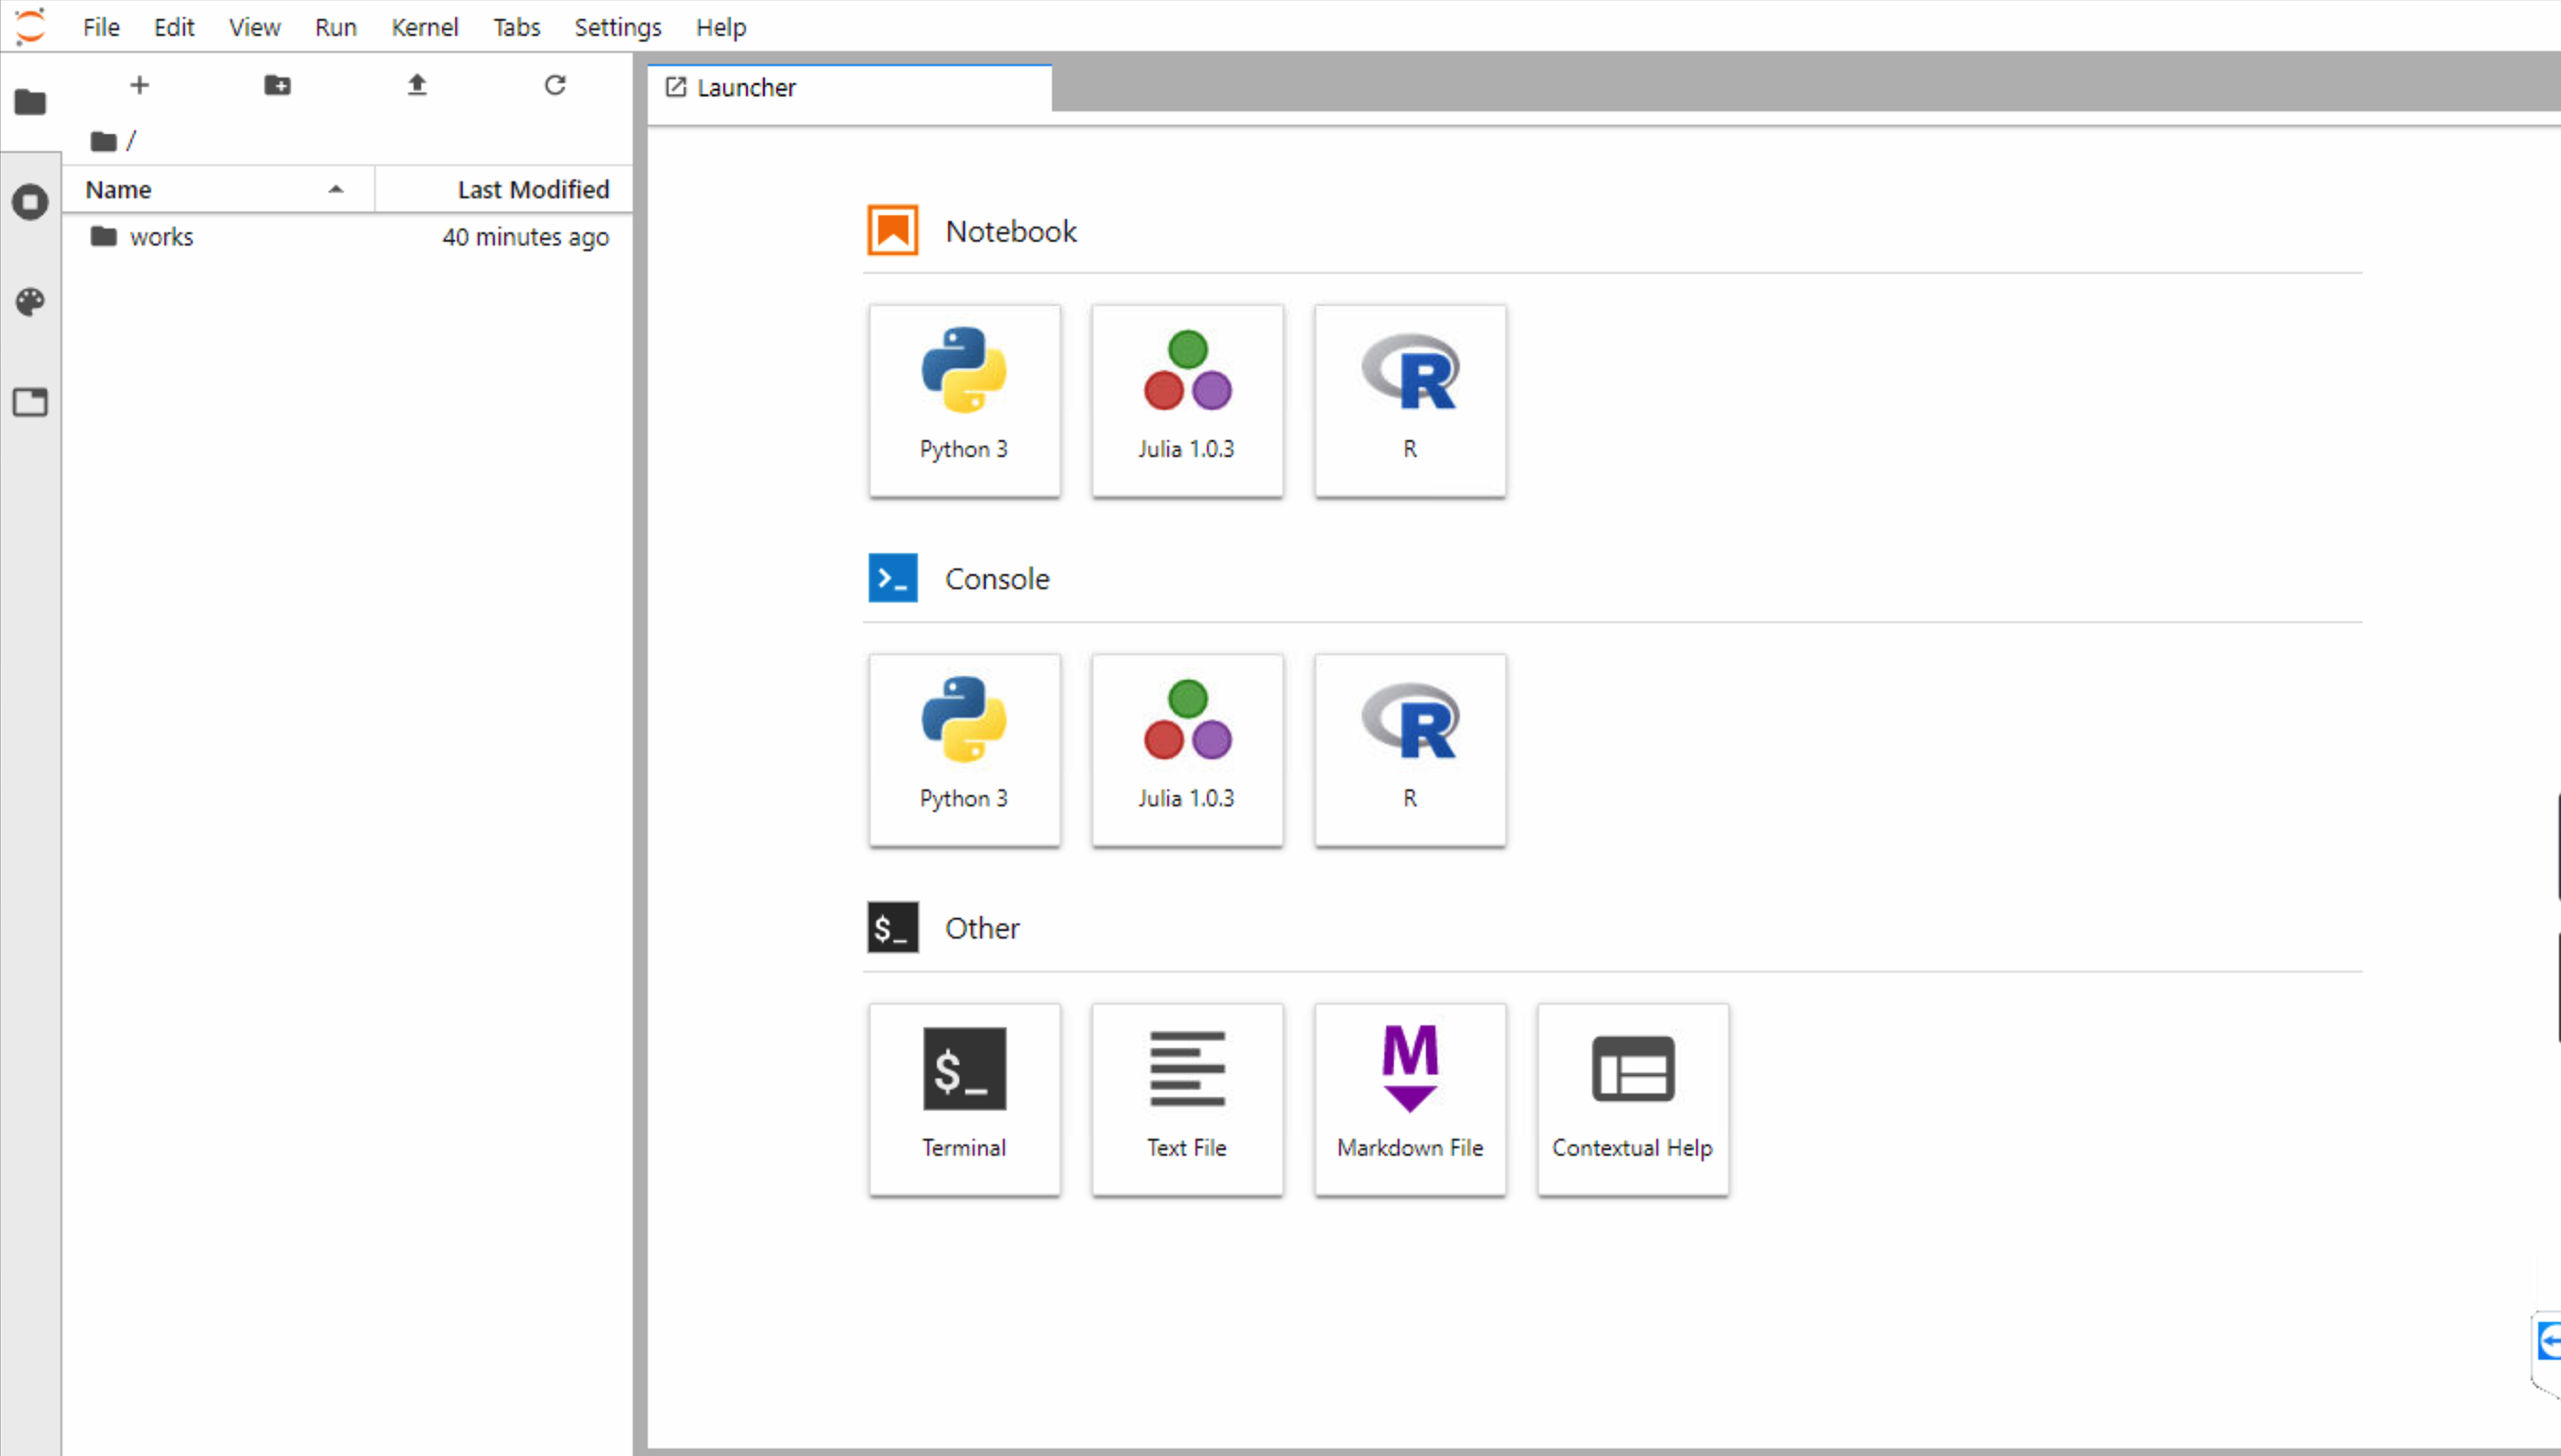 File Edit View Run Kernel Tabs Settings Help
Launcher
/
Name Last Modified
works 40 minutes ago
Notebook
Python 3 Julia 1.0.3 R
Console
Python 3 Julia 1.0.3 R
$_ Other
$_ M
Terminal Text File Markdown File Contextual Help